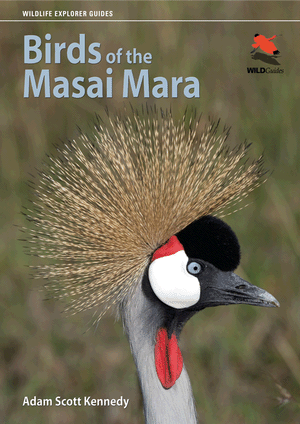 WILDLIFE EXPLORER GUIDES
Birds of the
Masai Mara
WILDGuides
Adam Scott Kennedy